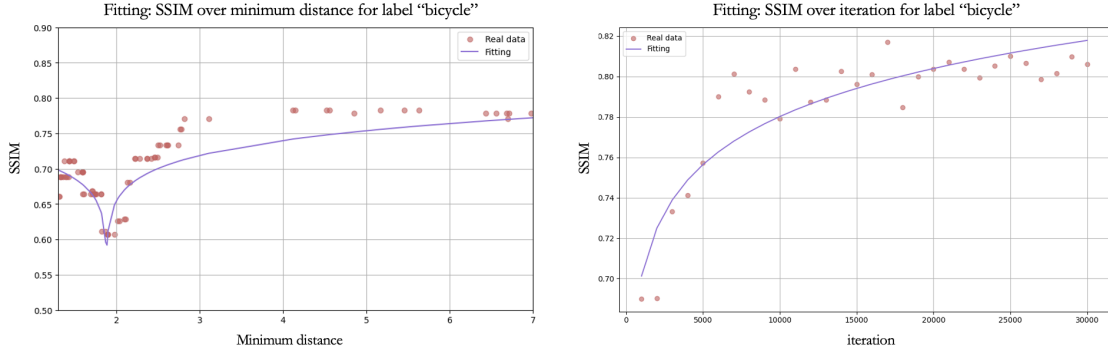 Fitting: SSIM over minimum distance for label “bicycle”
0.90
0.85
0.80
0.75
0.70
0.65
0.60
0.55
0.50
SSIM
Real data
Fitting
2
3
4
5
6
7
Minimum distance
Fitting: SSIM over iteration for label “bicycle”
0.82
0.80
0.78
0.76
0.74
0.72
0.70
SSIM
Real data
Fitting
0
5000
10000
15000
20000
25000
30000
iteration